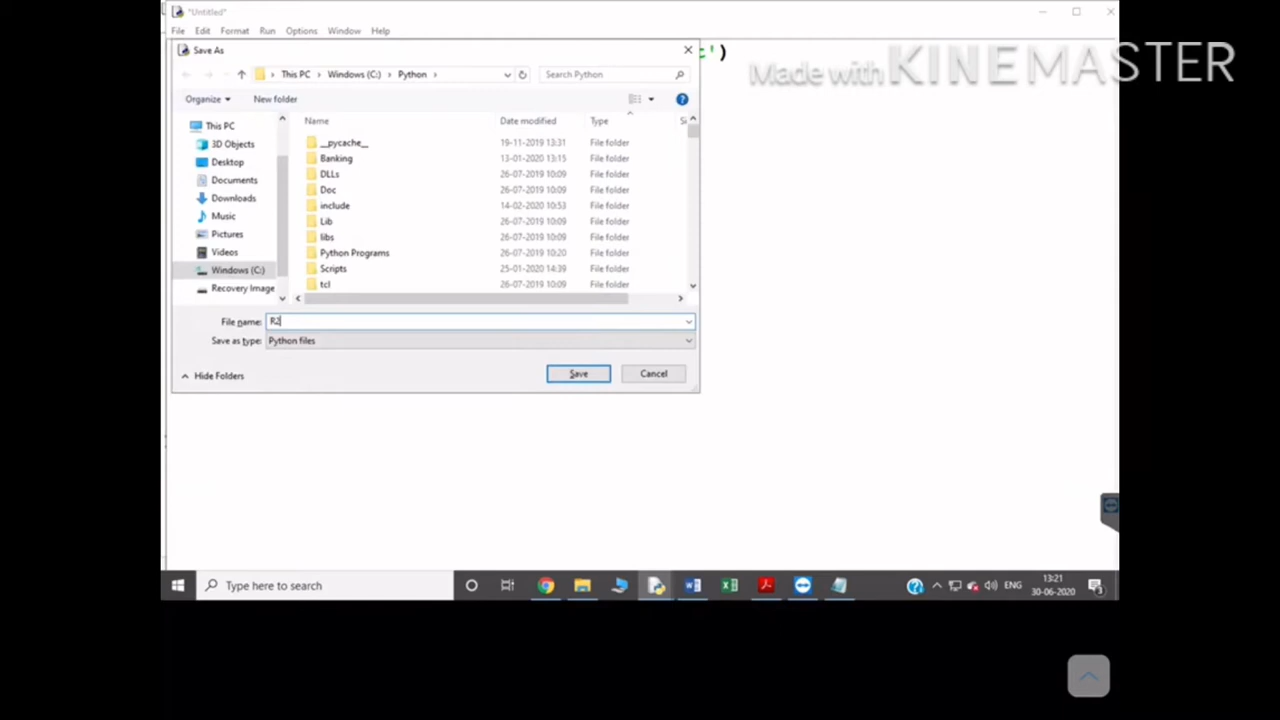 *Untitled*
File Edit Format Run Options Window Help
Save As
')
Made with KINEMASTER
This PC > Windows (C:) > Python >
Search Python
Organize New folder
Name Date modified Type Si
This PC
3D Objects
Desktop
Documents
Downloads
Music
Pictures
Videos
Windows (C:)
Recovery Image
__pycache__ 19-11-2019 13:31 File folder
Banking 13-01-2020 13:15 File folder
DLLs 26-07-2019 10:09 File folder
Doc 26-07-2019 10:09 File folder
include 14-02-2020 10:53 File folder
Lib 26-07-2019 10:09 File folder
libs 26-07-2019 10:09 File folder
Python Programs 26-07-2019 10:20 File folder
Scripts 25-01-2020 14:39 File folder
tcl 26-07-2019 10:09 File folder
File name: R2
Save as type: Python files
Hide Folders
Save Cancel
Type here to search
ENG
13:21
30-06-2020